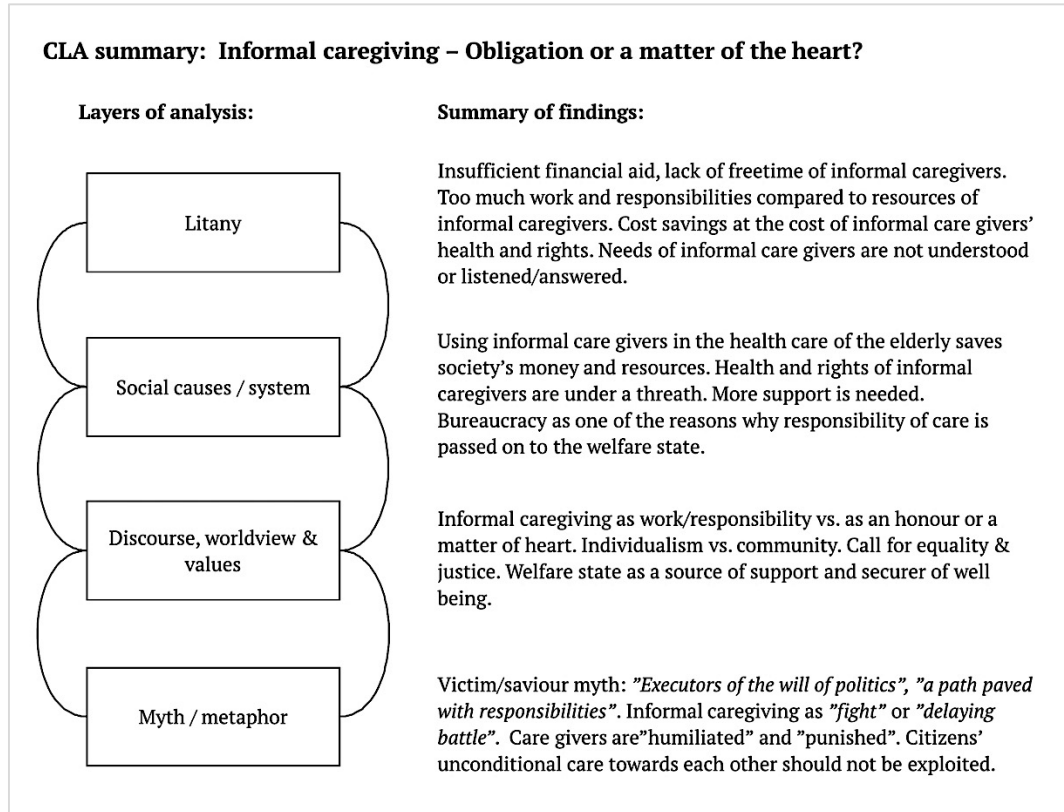 CLA summary:  Informal caregiving – Obligation or a matter of the heart?
Layers of analysis:
Summary of findings:
Litany
Insufficient financial aid, lack of freetime of informal caregivers.
Too much work and responsibilities compared to resources of
informal caregivers. Cost savings at the cost of informal care givers’
health and rights. Needs of informal care givers are not understood
or listened/answered.
Social causes / system
Using informal care givers in the health care of the elderly saves
society’s money and resources. Health and rights of informal
caregivers are under a threath. More support is needed.
Bureaucracy as one of the reasons why responsibility of care is
passed on to the welfare state.
Discourse, worldview &
values
Informal caregiving as work/responsibility vs. as an honour or a
matter of heart. Individualism vs. community. Call for equality &
justice. Welfare state as a source of support and securer of well
being.
Myth / metaphor
Victim/saviour myth: ”Executors of the will of politics”, ”a path paved
with responsibilities”. Informal caregiving as ”fight” or ”delaying
battle”.  Care givers are”humiliated” and ”punished”. Citizens’
unconditional care towards each other should not be exploited.